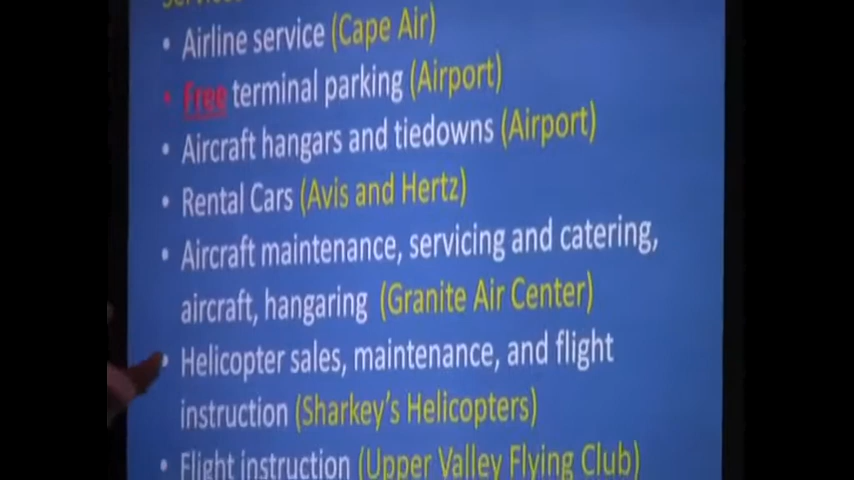 Services
• Airline service (Cape Air)
• Free terminal parking (Airport)
• Aircraft hangars and tiedowns (Airport)
• Rental Cars (Avis and Hertz)
• Aircraft maintenance, servicing and catering,
aircraft, hangaring (Granite Air Center)
• Helicopter sales, maintenance, and flight
instruction (Sharkey's Helicopters)
• Flight instruction (Upper Valley Flying Club)